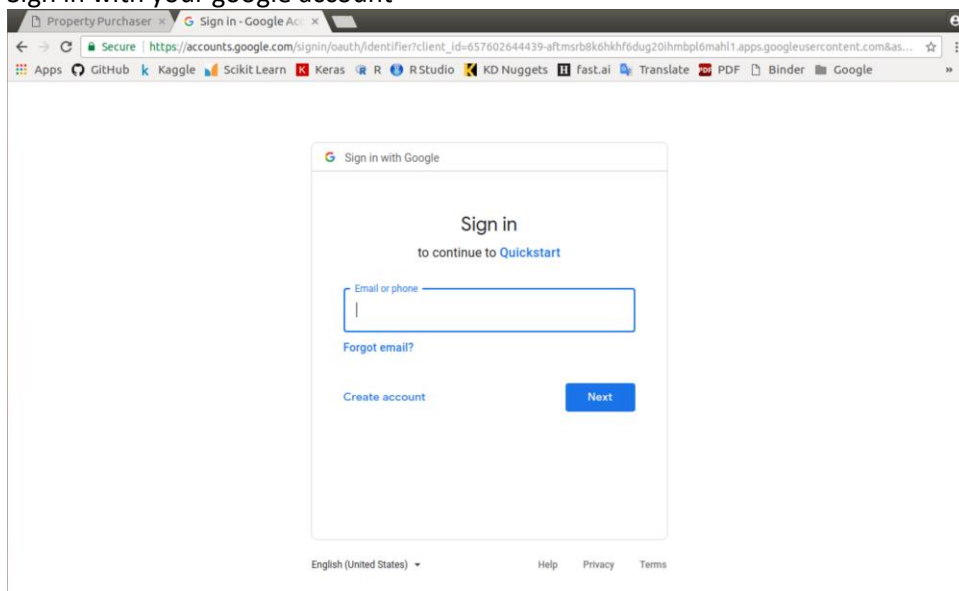 Sign in with your google account
Property Purchaser × G Sign in - Google Acc ×
Secure | https://accounts.google.com/signin/oauth/identifier?client_id=657602644439-aftmsrb8k6hkhf6dug20ihmbpl6mahl1.apps.googleusercontent.com&as...
Apps GitHub k Kaggle Scikit Learn K Keras R R RStudio KD Nuggets H fast.ai Translate PDF PDF Binder Google »
G Sign in with Google
Sign in
to continue to Quickstart
Email or phone
Forgot email?
Create account Next
English (United States) Help Privacy Terms